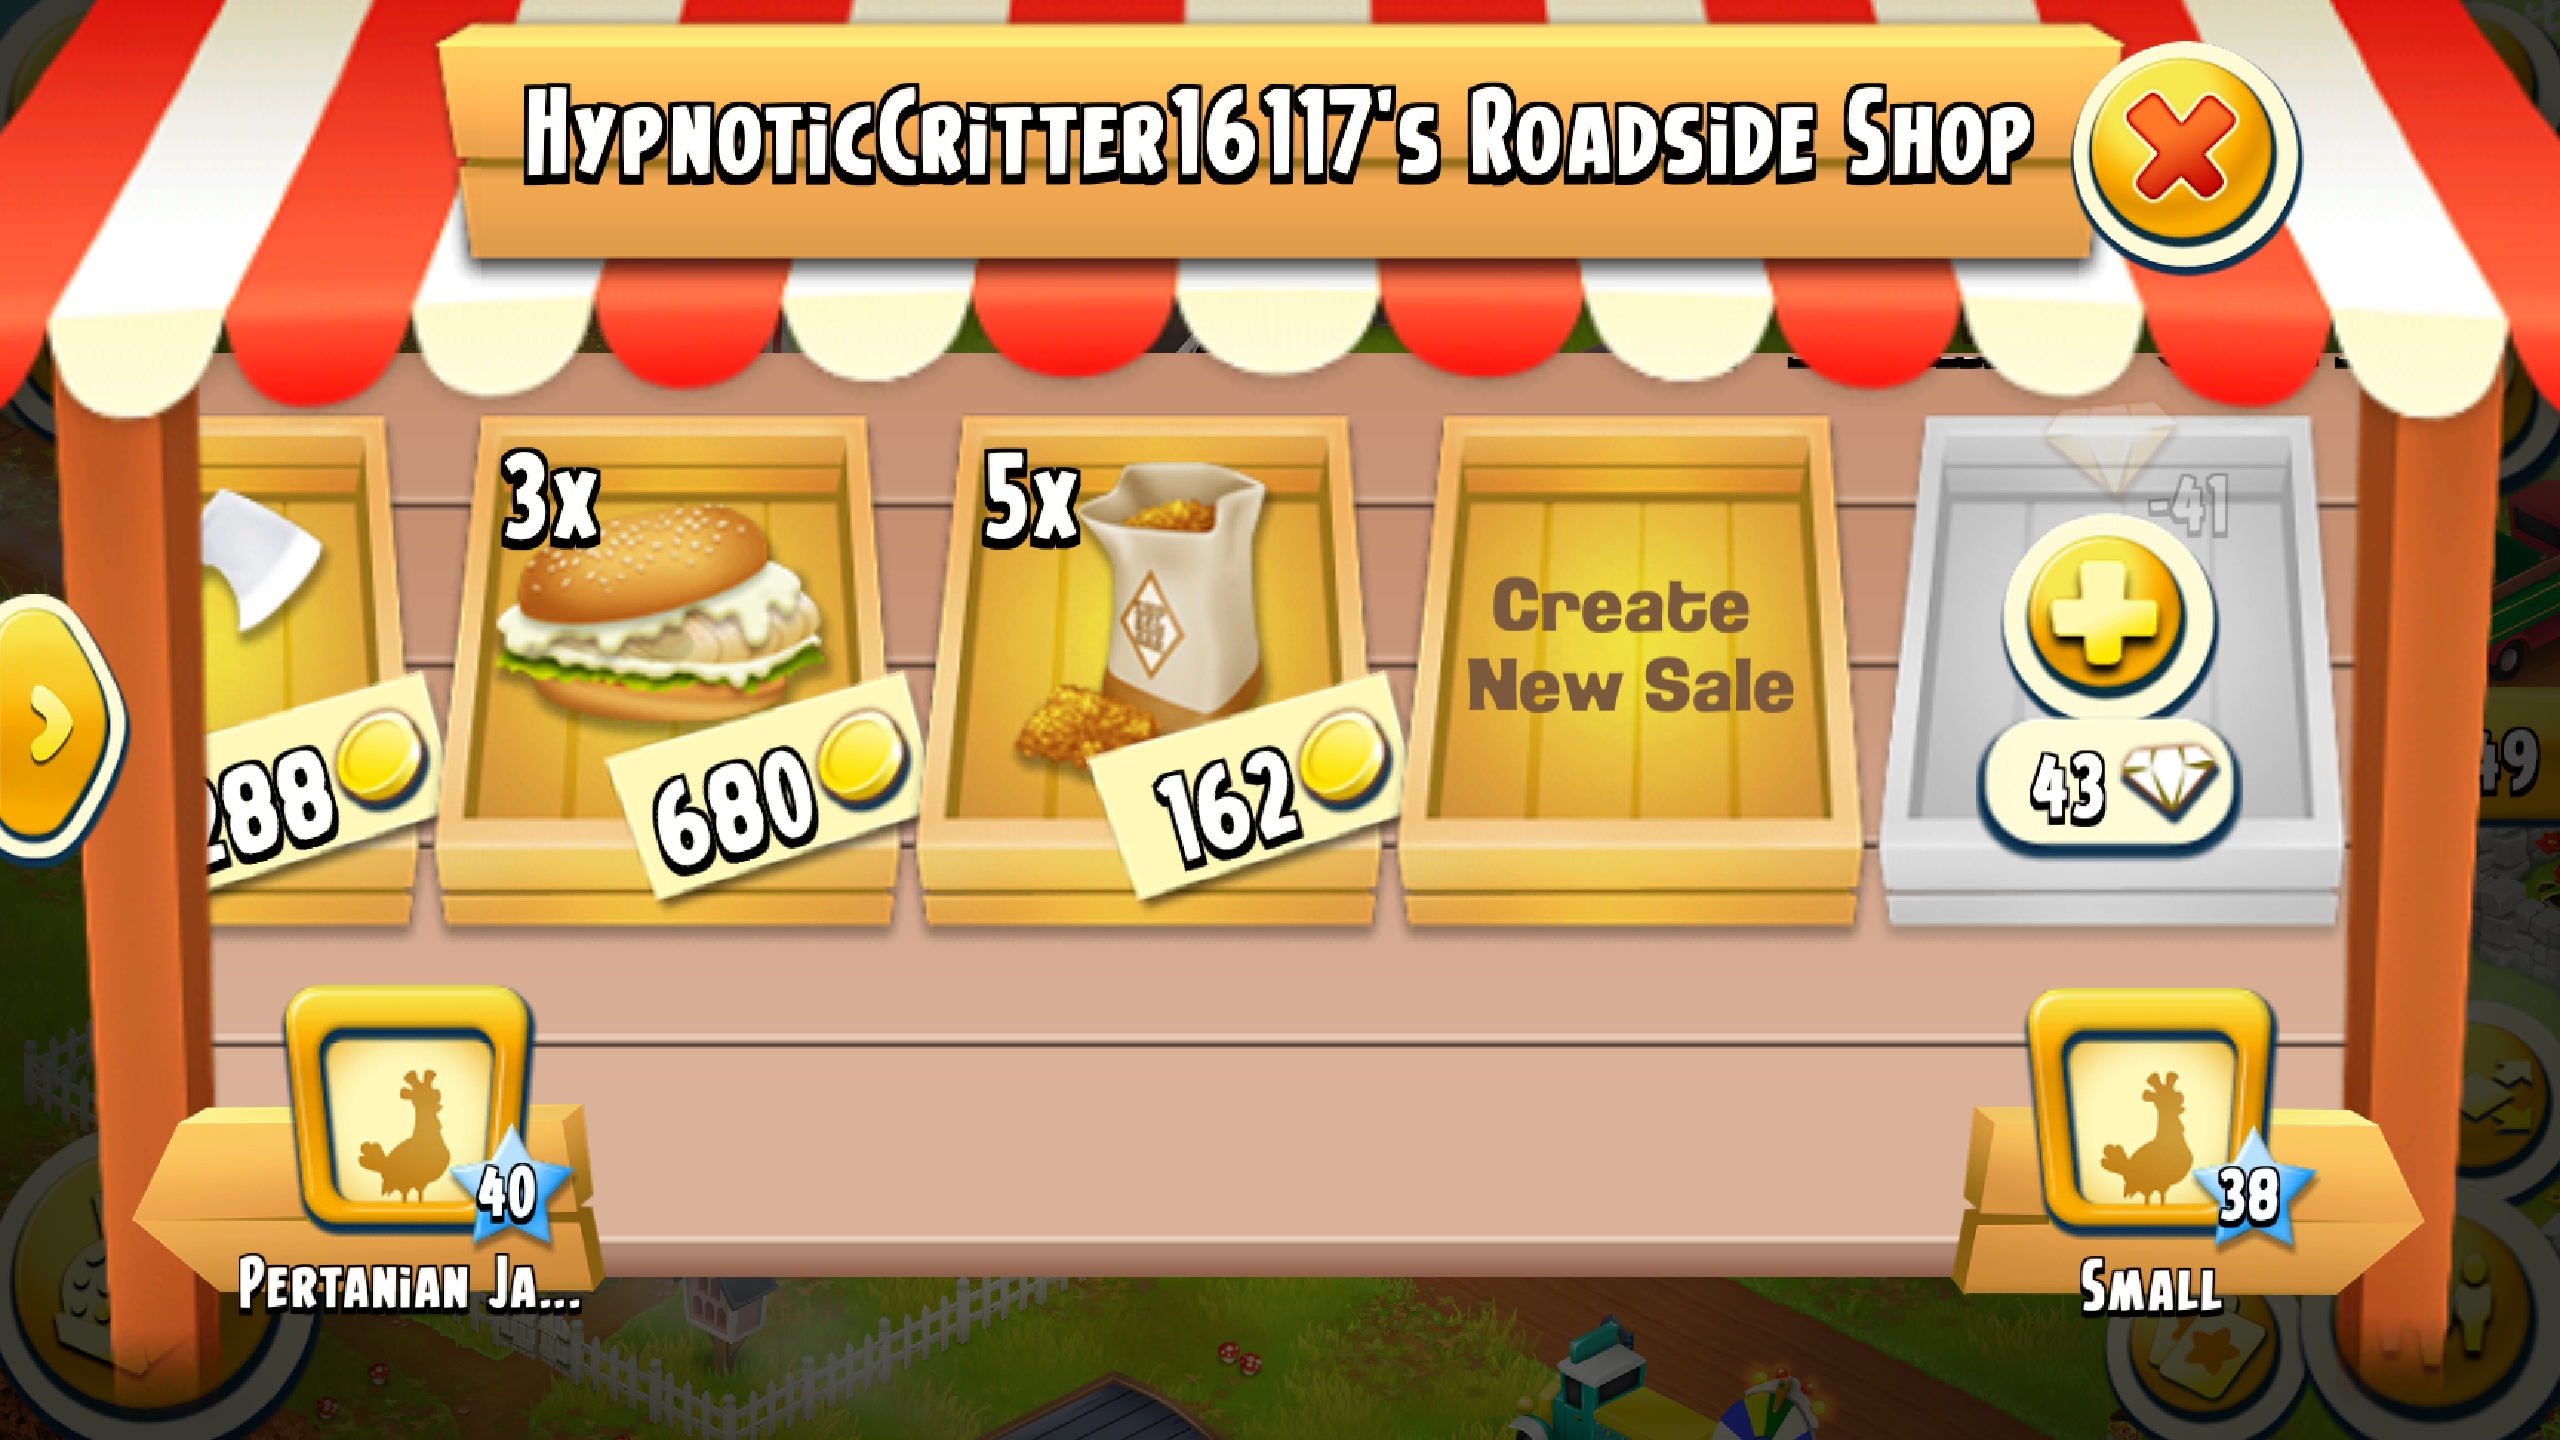 HypnoticCritter16117's Roadside Shop
3x
5x
-41
Create
New Sale
288
680
162
43
49
40
38
Pertanian Ja...
Small